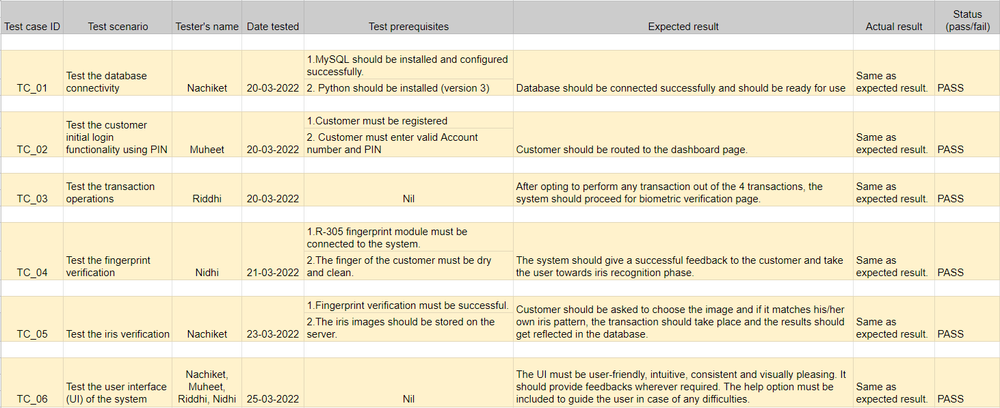 Test case ID
Test scenario
Tester's name
Date tested
Test prerequisites
Expected result
Actual result
Status
(pass/fail)
TC_01
Test the database
connectivity
Nachiket
20-03-2022
1.MySQL should be installed and configured
successfully.
2. Python should be installed (version 3)
Database should be connected successfully and should be ready for use
Same as
expected result.
PASS
TC_02
Test the customer
initial login
functionality using PIN
Muheet
20-03-2022
1.Customer must be registered
2. Customer must enter valid Account
number and PIN
Customer should be routed to the dashboard page.
Same as
expected result.
PASS
TC_03
Test the transaction
operations
Riddhi
20-03-2022
Nil
After opting to perform any transaction out of the 4 transactions, the
system should proceed for biometric verification page.
Same as
expected result.
PASS
TC_04
Test the fingerprint
verification
Nidhi
21-03-2022
1.R-305 fingerprint module must be
connected to the system.
2.The finger of the customer must be dry
and clean.
The system should give a successful feedback to the customer and take
the user towards iris recognition phase.
Same as
expected result.
PASS
TC_05
Test the iris verification
Nachiket
23-03-2022
1.Fingerprint verification must be successful.
2.The iris images should be stored on the
server.
Customer should be asked to choose the image and if it matches his/her
own iris pattern, the transaction should take place and the results should
get reflected in the database.
Same as
expected result.
PASS
TC_06
Test the user interface
(UI) of the system
Nachiket,
Muheet,
Riddhi, Nidhi
25-03-2022
Nil
The UI must be user-friendly, intuitive, consistent and visually pleasing. It
should provide feedbacks wherever required. The help option must be
included to guide the user in case of any difficulties.
Same as
expected result.
PASS